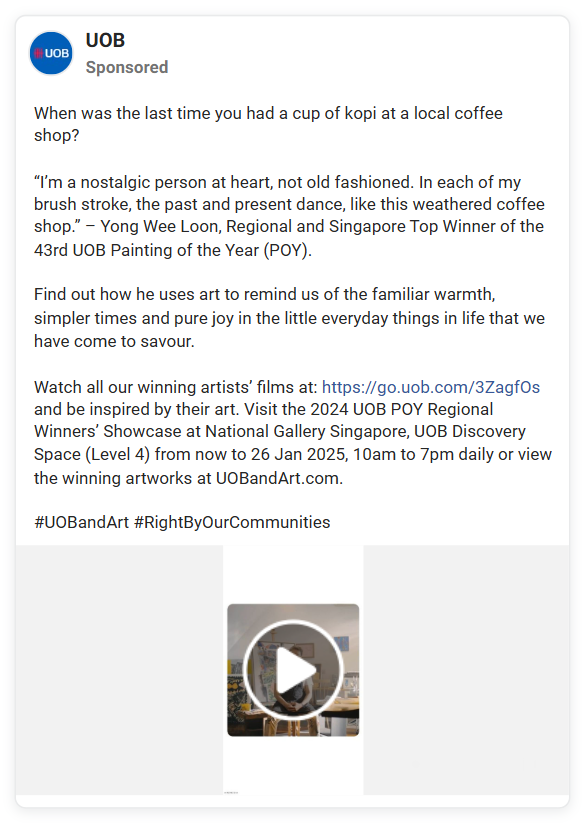 UOB
UOB
Sponsored
When was the last time you had a cup of kopi at a local coffee
shop?
“I’m a nostalgic person at heart, not old fashioned. In each of my
brush stroke, the past and present dance, like this weathered coffee
shop.” – Yong Wee Loon, Regional and Singapore Top Winner of the
43rd UOB Painting of the Year (POY).
Find out how he uses art to remind us of the familiar warmth,
simpler times and pure joy in the little everyday things in life that we
have come to savour.
Watch all our winning artists’ films at: https://go.uob.com/3ZagfOs
and be inspired by their art. Visit the 2024 UOB POY Regional
Winners’ Showcase at National Gallery Singapore, UOB Discovery
Space (Level 4) from now to 26 Jan 2025, 10am to 7pm daily or view
the winning artworks at UOBandArt.com.
#UOBandArt #RightByOurCommunities